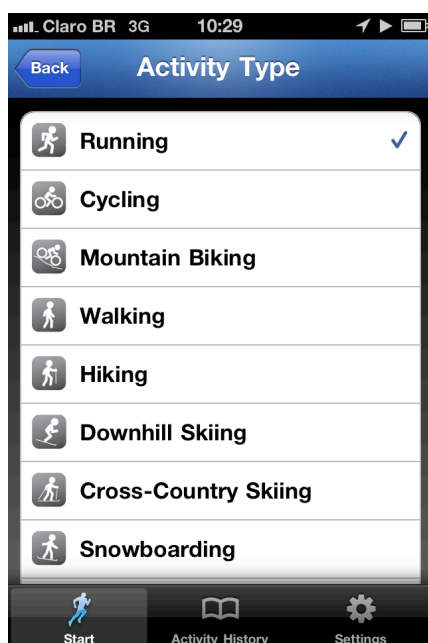 Claro BR 3G 10:29
Back Activity Type
Running
Cycling
Mountain Biking
Walking
Hiking
Downhill Skiing
Cross-Country Skiing
Snowboarding
Start Activity History Settings